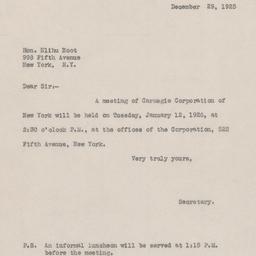 December 29, 1925
Hon. Elihu Root
998 Fifth Avenue
New York, N.Y.
Dear Sir:-
A meeting of Carnegie Corporation of
New York will be held on Tuesday, January 12, 1926, at
2:30 o'clock P.M., at the offices of the Corporation, 522
Fifth Avenue, New York.
Very truly yours,
Secretary.
P.S. An informal luncheon will be served at 1:15 P.M.
before the meeting.